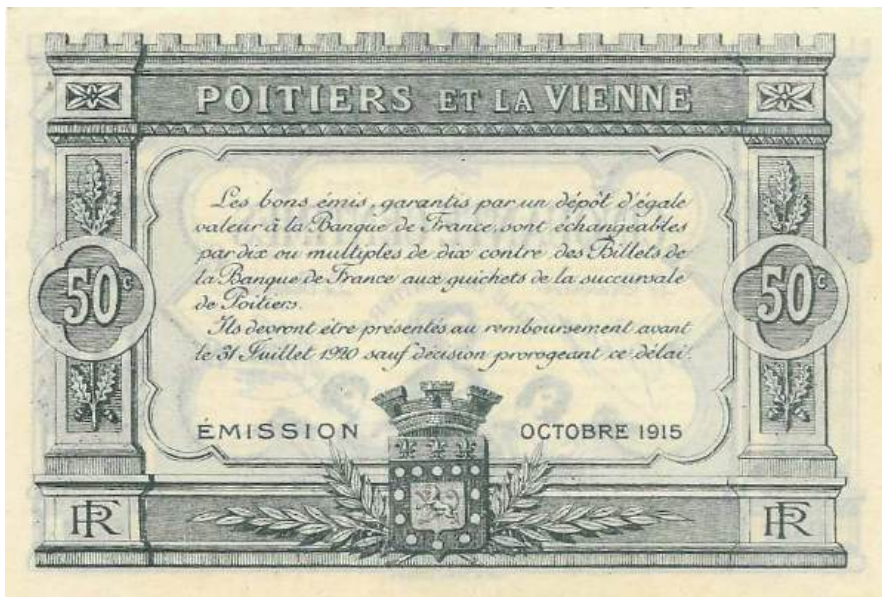 POITIERS ET LA VIENNE
Les bons émis, garantis par un dépôt d'égale
valeur à la Banque de France, sont échangeables
par dix ou multiples de dix contre des Billets de
la Banque de France aux guichets de la succursale
de Poitiers.
Ils devront être présentés au remboursement avant
le 31 Juillet 1920 sauf décision prorogeant ce délai.
50c
50c
ÉMISSION OCTOBRE 1915
RF
RF